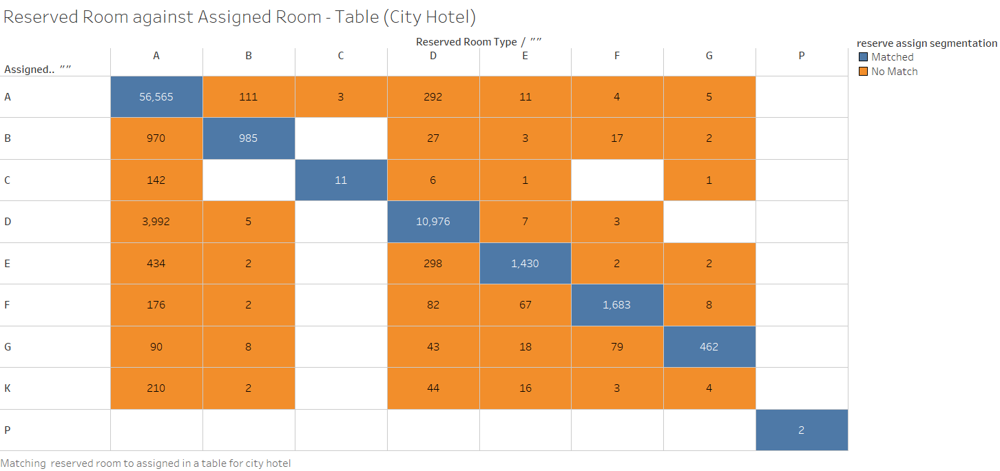 Reserved Room against Assigned Room - Table (City Hotel)
Reserved Room Type / ""
reserve assign segmentation
Assigned.. "" A B C D E F G P
Matched
No Match
A 56,565 111 3 292 11 4 5
B 970 985 27 3 17 2
C 142 11 6 1 1
D 3,992 5 10,976 7 3
E 434 2 298 1,430 2 2
F 176 2 82 67 1,683 8
G 90 8 43 18 79 462
K 210 2 44 16 3 4
P 2
Matching reserved room to assigned in a table for city hotel